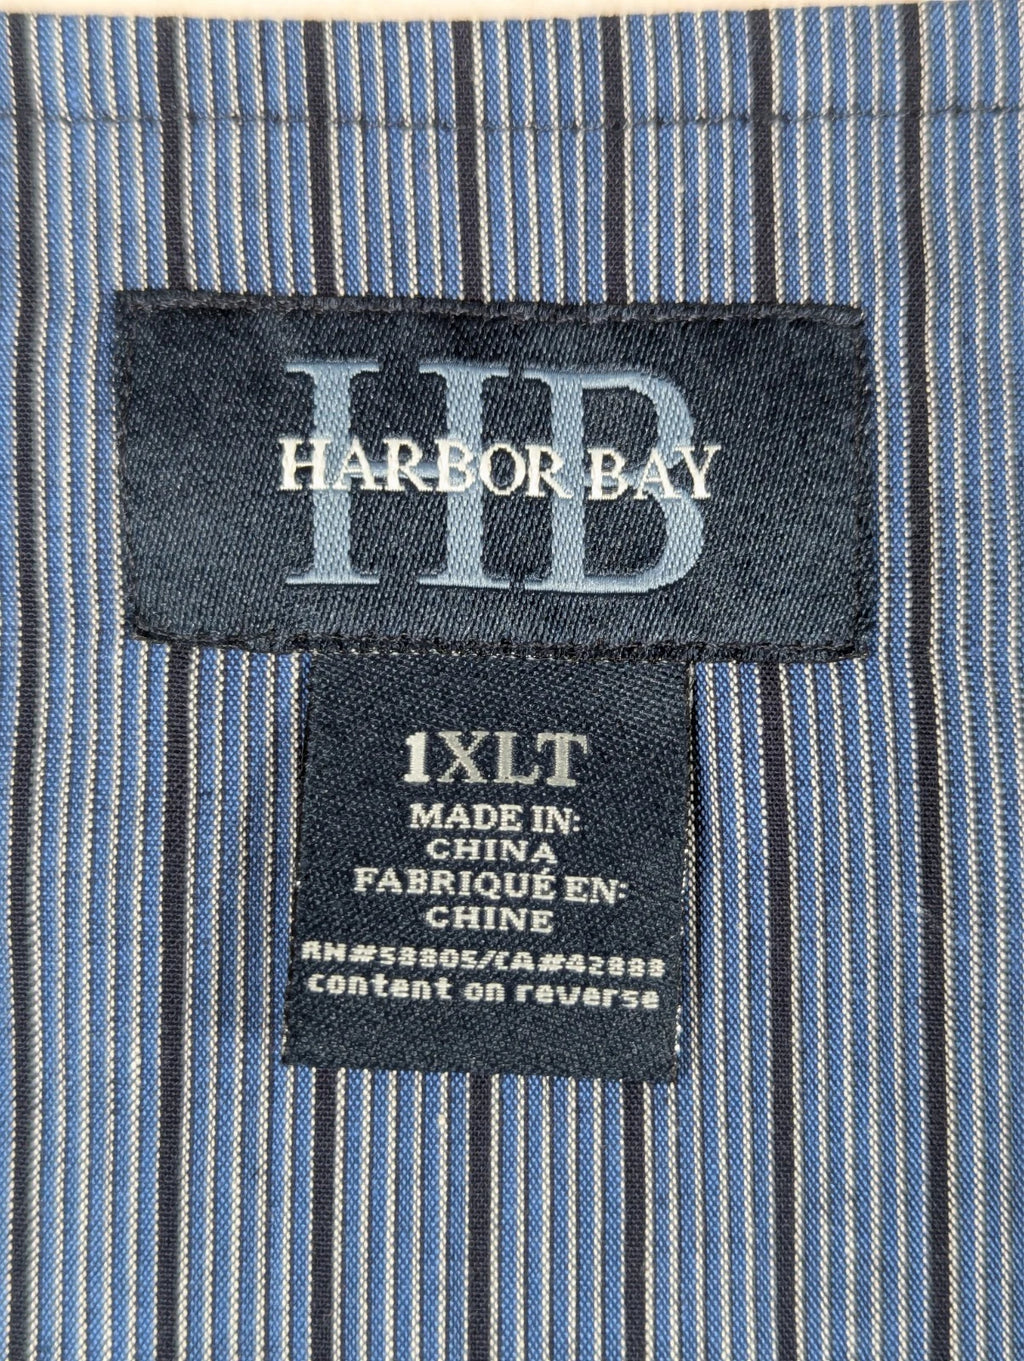 HB
HARBOR BAY
1XLT
MADE IN:
CHINA
FABRIQUÉ EN:
CHINE
RN#58805/CA#42888
content on reverse